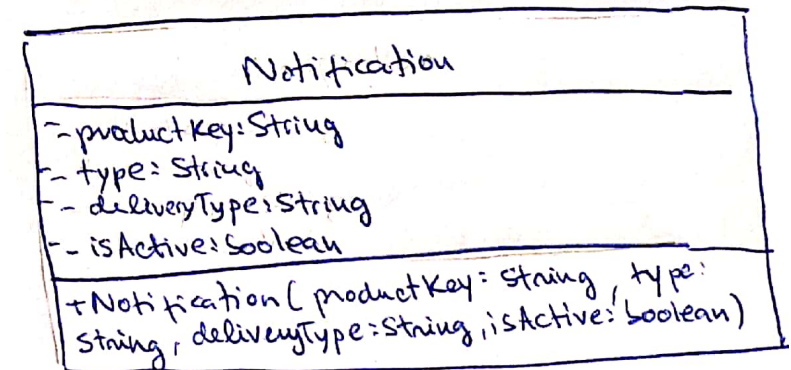 Notification
- productKey: String
- type: String
- deliveryType: String
- isActive: boolean
+ Notification( productKey: String, type:
String, deliveryType: String, isActive: boolean)